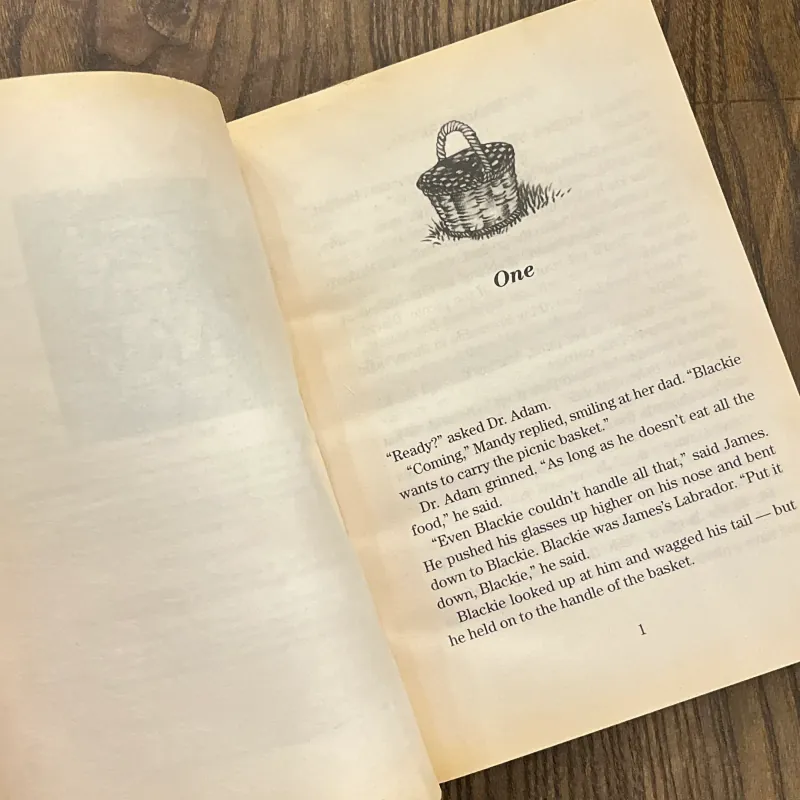 One
“Ready?” asked Dr. Adam.
“Coming,” Mandy replied, smiling at her dad. “Blackie
wants to carry the picnic basket.”
Dr. Adam grinned. “As long as he doesn’t eat all the
food,” he said.
“Even Blackie couldn’t handle all that,” said James.
He pushed his glasses up higher on his nose and bent
down to Blackie. Blackie was James’s Labrador. “Put it
down, Blackie,” he said.
Blackie looked up at him and wagged his tail — but
he held on to the handle of the basket.
1